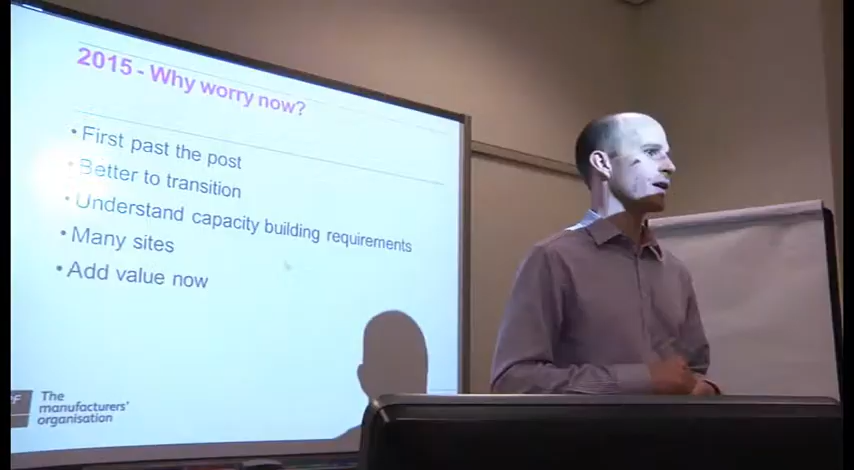 2015 - Why worry now?
• First past the post
• Better to transition
• Understand capacity building requirements
• Many sites
• Add value now
F The
manufacturers'
organisation